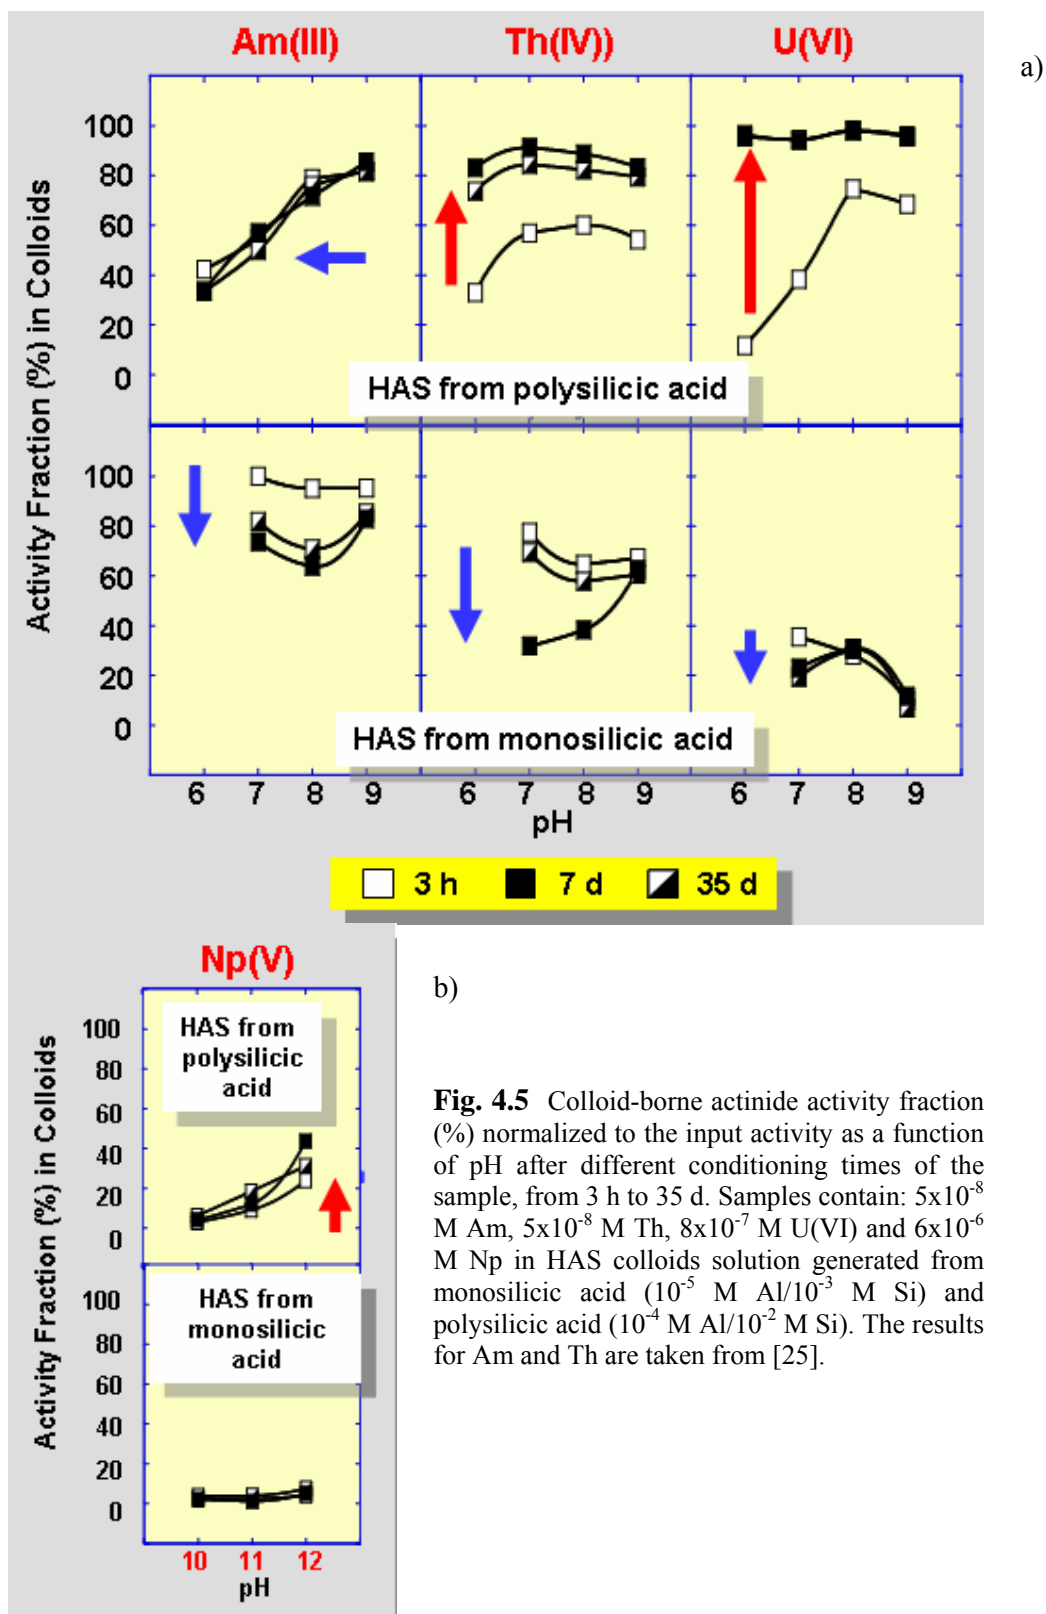 Am(III) Th(IV)) U(VI)
a)
Activity Fraction (%) in Colloids
100
80
60
40
20
0
HAS from polysilicic acid
Activity Fraction (%) in Colloids
100
80
60
40
20
0
HAS from monosilicic acid
6 7 8 9 6 7 8 9 6 7 8 9
pH
3 h 7 d 35 d
Np(V)
b)
Activity Fraction (%) in Colloids
100
80
60
40
20
0
HAS from
polysilicic
acid
100
80
60
40
20
0
HAS from
monosilicic
acid
10 11 12
pH
Fig. 4.5 Colloid-borne actinide activity fraction
(%) normalized to the input activity as a function
of pH after different conditioning times of the
sample, from 3 h to 35 d. Samples contain: 5x10⁻⁸
M Am, 5x10⁻⁸ M Th, 8x10⁻⁷ M U(VI) and 6x10⁻⁶
M Np in HAS colloids solution generated from
monosilicic acid (10⁻⁵ M Al/10⁻³ M Si) and
polysilicic acid (10⁻⁴ M Al/10⁻² M Si). The results
for Am and Th are taken from [25].